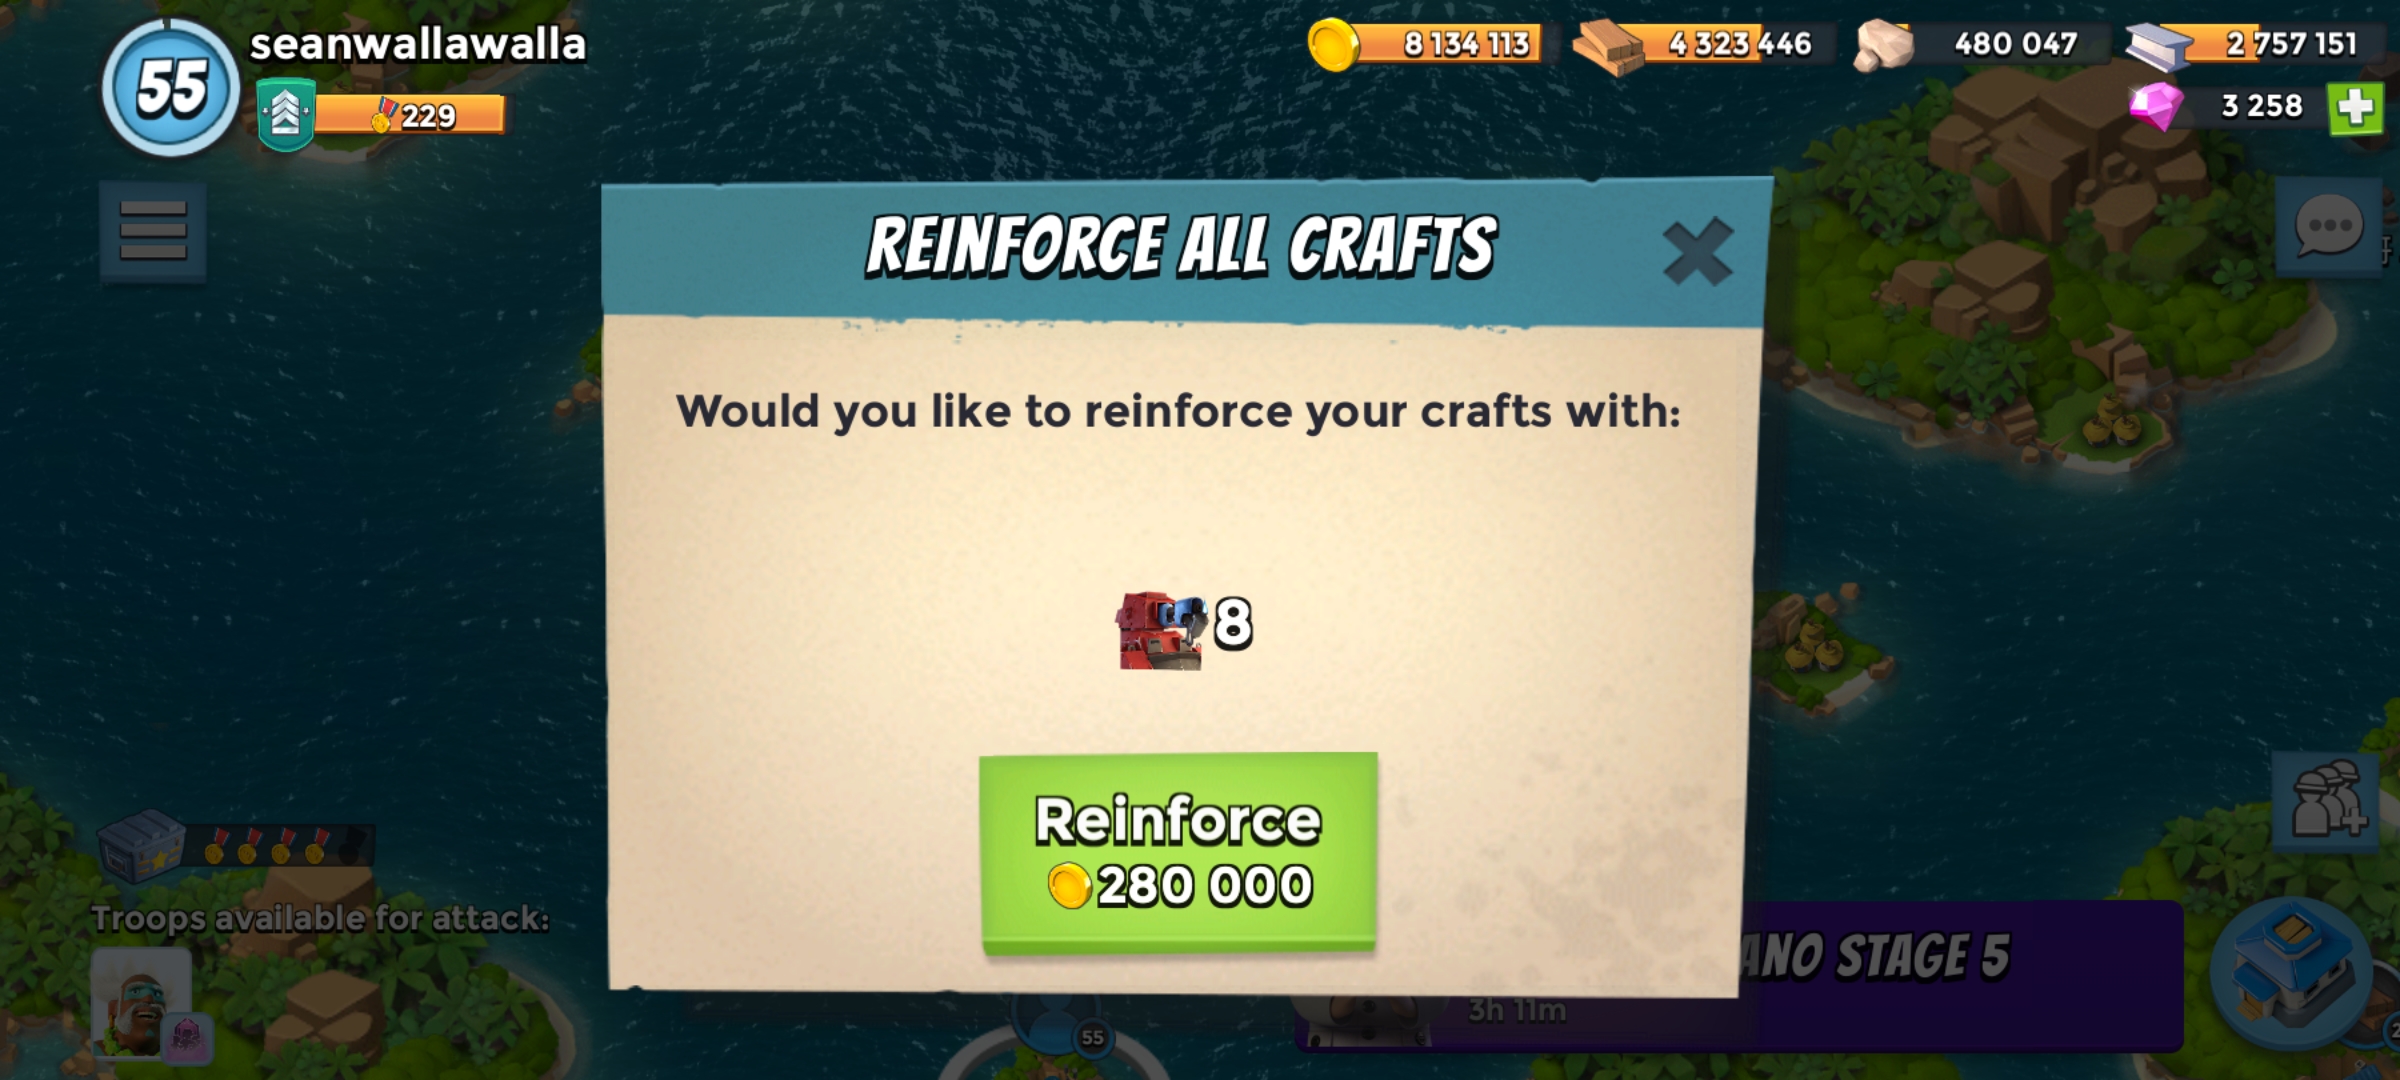 55
seanwallawalla
229
8 134 113
4 323 446
480 047
2 757 151
3 258
REINFORCE ALL CRAFTS
Would you like to reinforce your crafts with:
8
Reinforce
280 000
Troops available for attack:
ANO STAGE 5
3h 11m
55